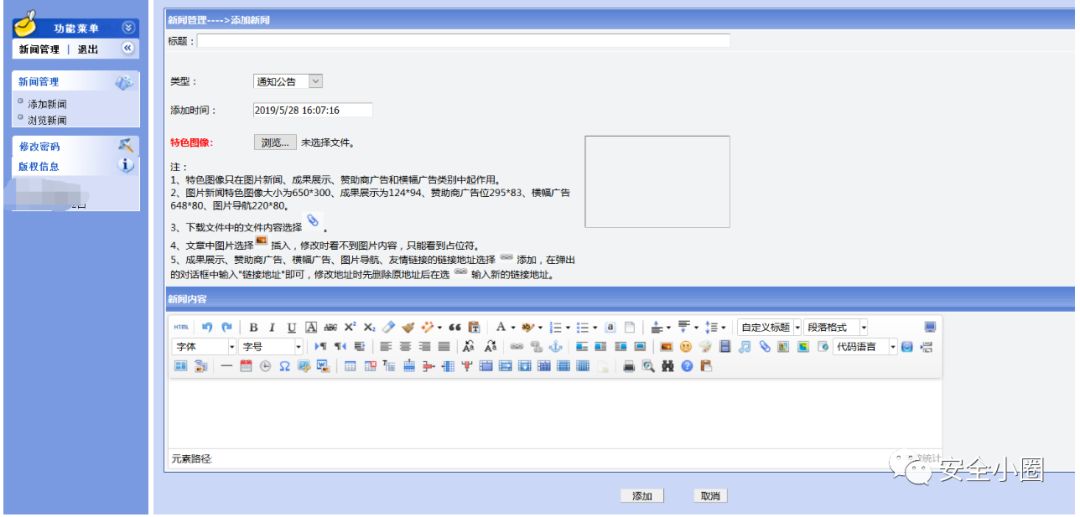 功能菜单
新闻管理 | 退出
新闻管理
添加新闻
浏览新闻
修改密码
版权信息
新闻管理---->添加新闻
标题：
类型：
通知公告
添加时间：
2019/5/28 16:07:16
特色图像:
浏览... 未选择文件。
注：
1、特色图像只在图片新闻、成果展示、赞助商广告和横幅广告类别中起作用。
2、图片新闻特色图像大小为650*300、成果展示为124*94、赞助商广告位295*83、横幅广告
648*80、图片导航220*80。
3、下载文件中的文件内容选择 。
4、文章中图片选择 插入，修改时看不到图片内容，只能看到占位符。
5、成果展示、赞助商广告、横幅广告、图片导航、友情链接的链接地址选择 添加，在弹出
的对话框中输入"链接地址"即可，修改地址时先删除原地址后在选 输入新的链接地址。
新闻内容
HTML
自定义标题
段落格式
字体
字号
代码语言
元素路径:
统计
安全小圈
添加
取消